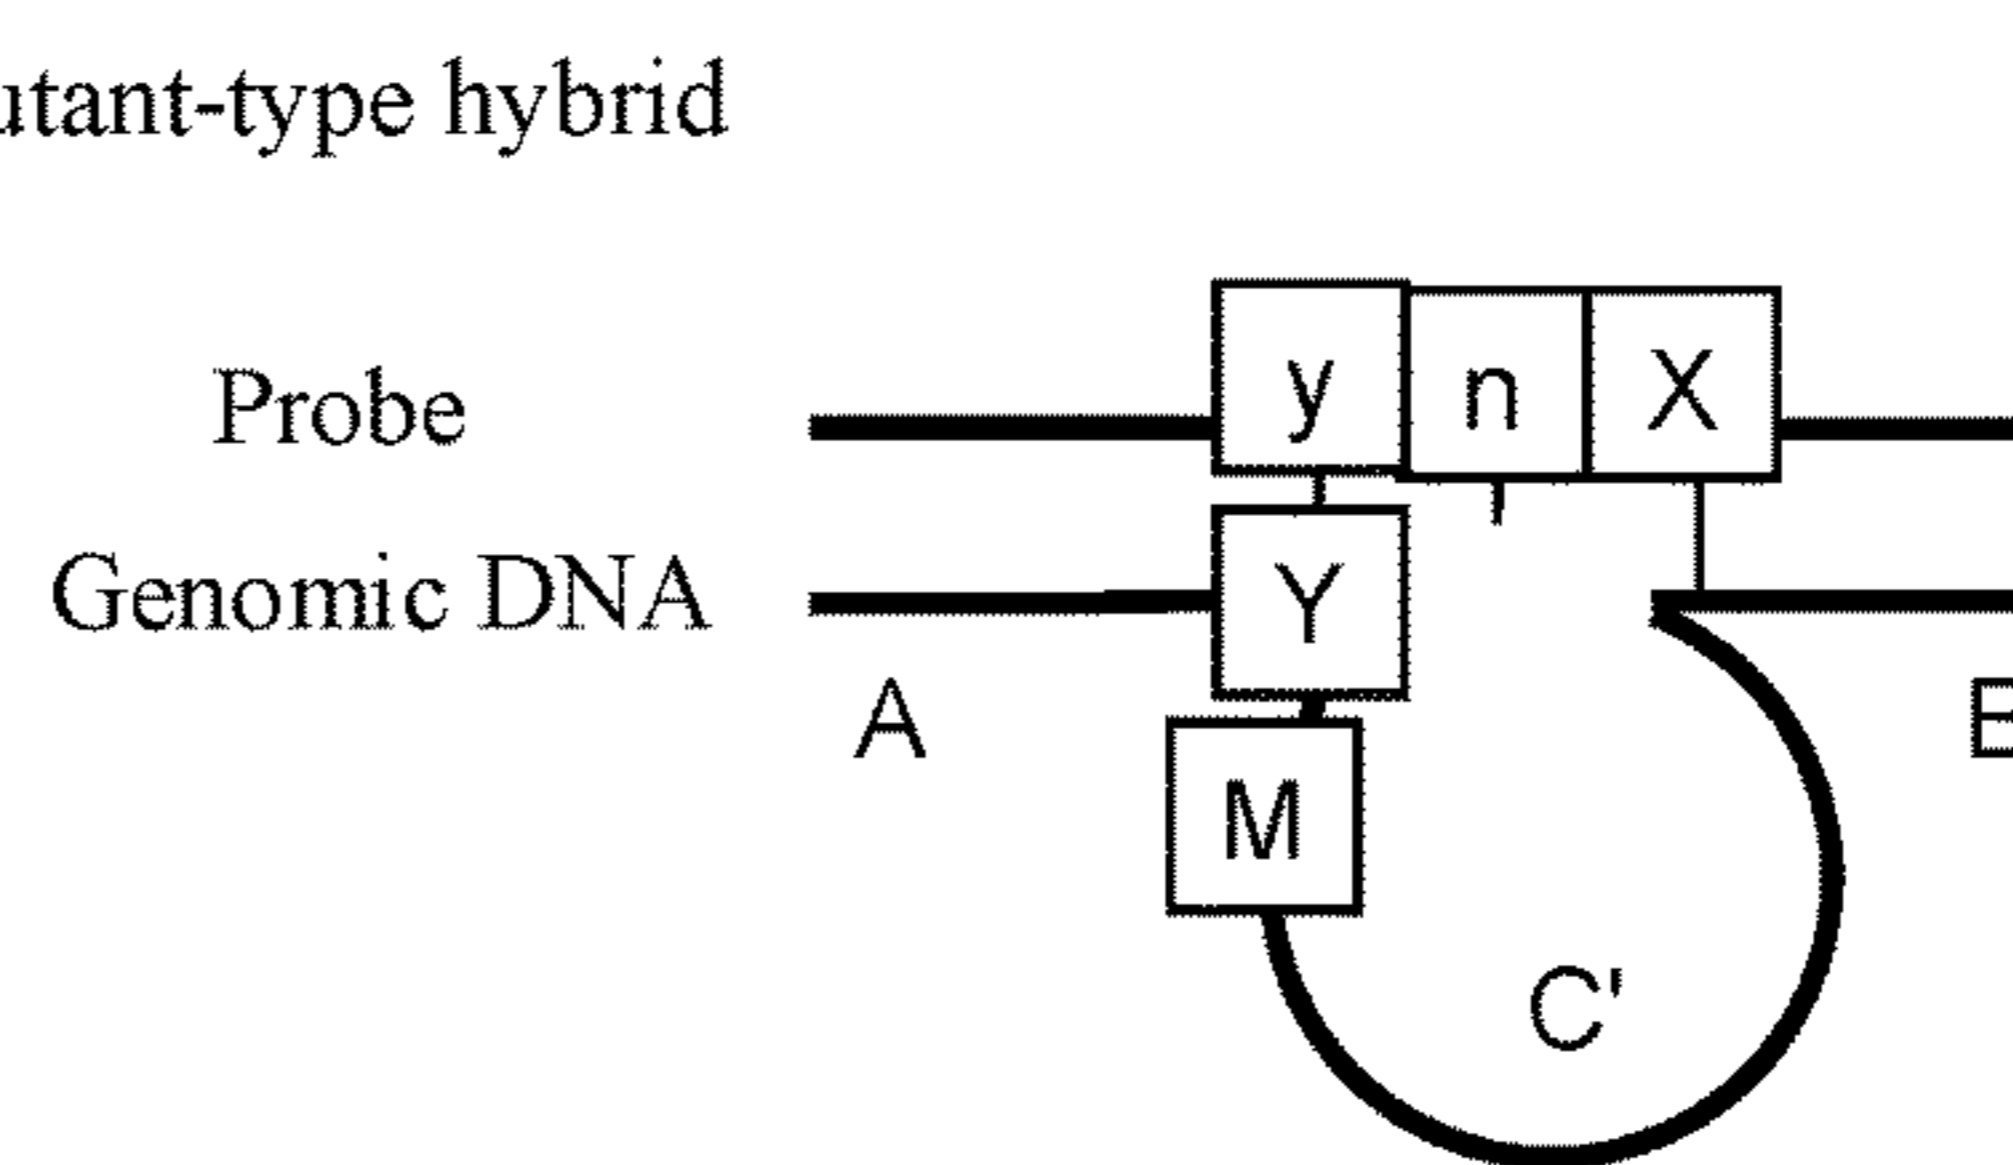 utant-type hybrid
y n X
Probe
Genomic DNA
Y
A
M
C'